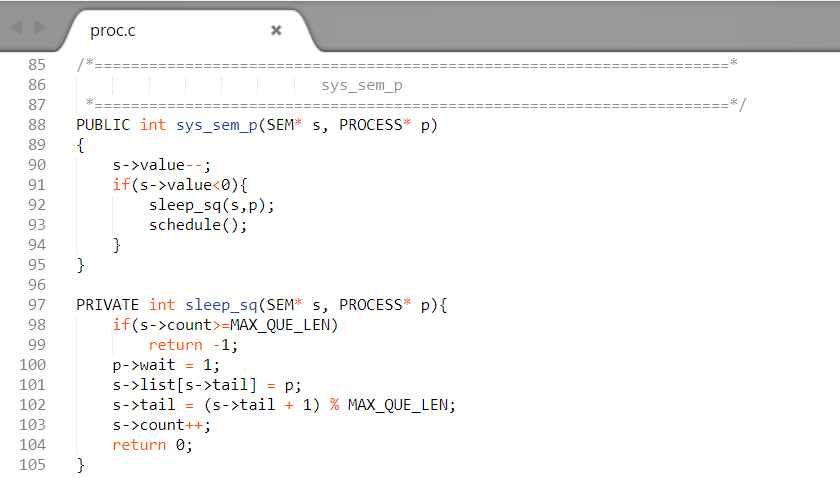 proc.c ×
85 /*======================================================================*
86 sys_sem_p
87 *======================================================================*/
88 PUBLIC int sys_sem_p(SEM* s, PROCESS* p)
89 {
90 s->value--;
91 if(s->value<0){
92 sleep_sq(s,p);
93 schedule();
94 }
95 }
96
97 PRIVATE int sleep_sq(SEM* s, PROCESS* p){
98 if(s->count>=MAX_QUE_LEN)
99 return -1;
100 p->wait = 1;
101 s->list[s->tail] = p;
102 s->tail = (s->tail + 1) % MAX_QUE_LEN;
103 s->count++;
104 return 0;
105 }